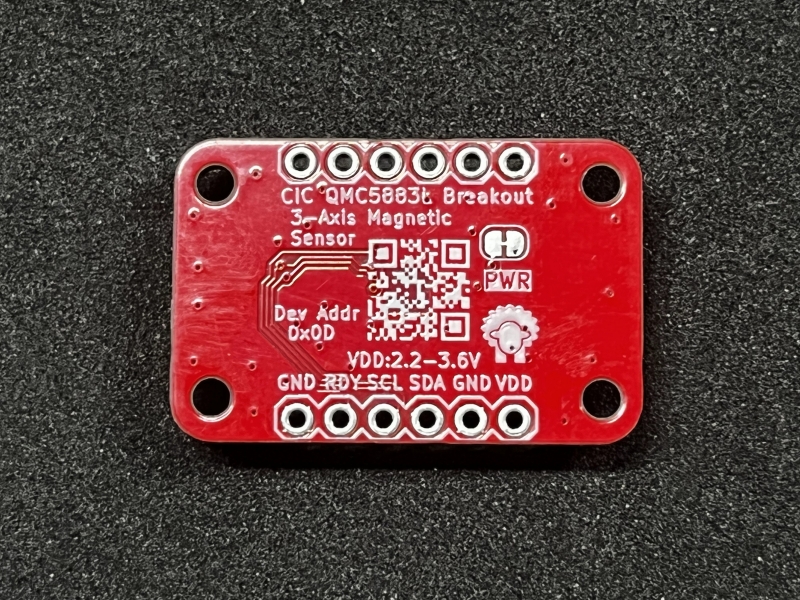 CIC QMC5883L Breakout
3-Axis Magnetic
Sensor
PWR
Dev Addr
0x0D
VDD:2.2-3.6V
GND RDY SCL SDA GND VDD